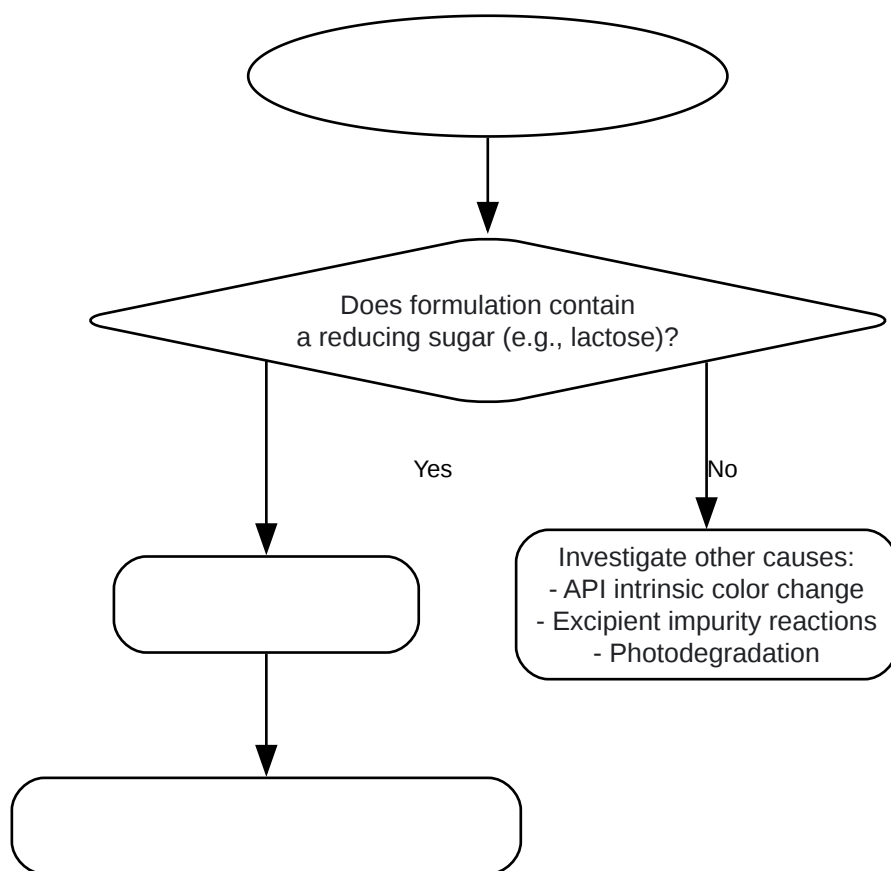 Does formulation contain
a reducing sugar (e.g., lactose)?
Yes
No
Investigate other causes:
- API intrinsic color change
- Excipient impurity reactions
- Photodegradation